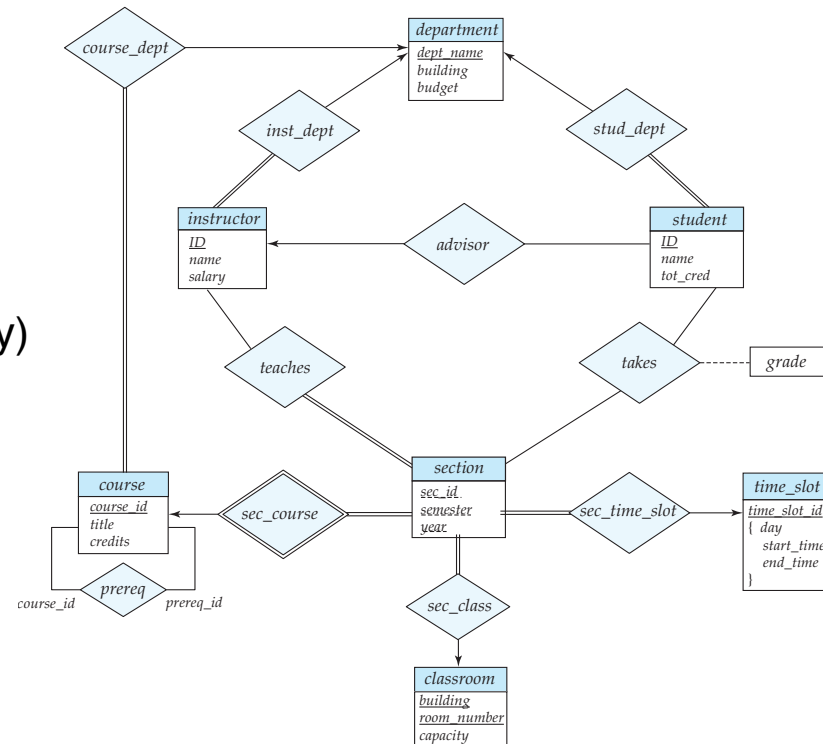 department
dept_name
building
budget
course_dept
inst_dept
stud_dept
instructor
ID
name
salary
advisor
student
ID
name
tot_cred
y)
teaches
takes
grade
course
course_id
title
credits
sec_course
section
sec_id
semester
year
sec_time_slot
time_slot
time_slot_id
{ day
start_time
end_time
}
prereq
course_id
prereq_id
sec_class
classroom
building
room_number
capacity